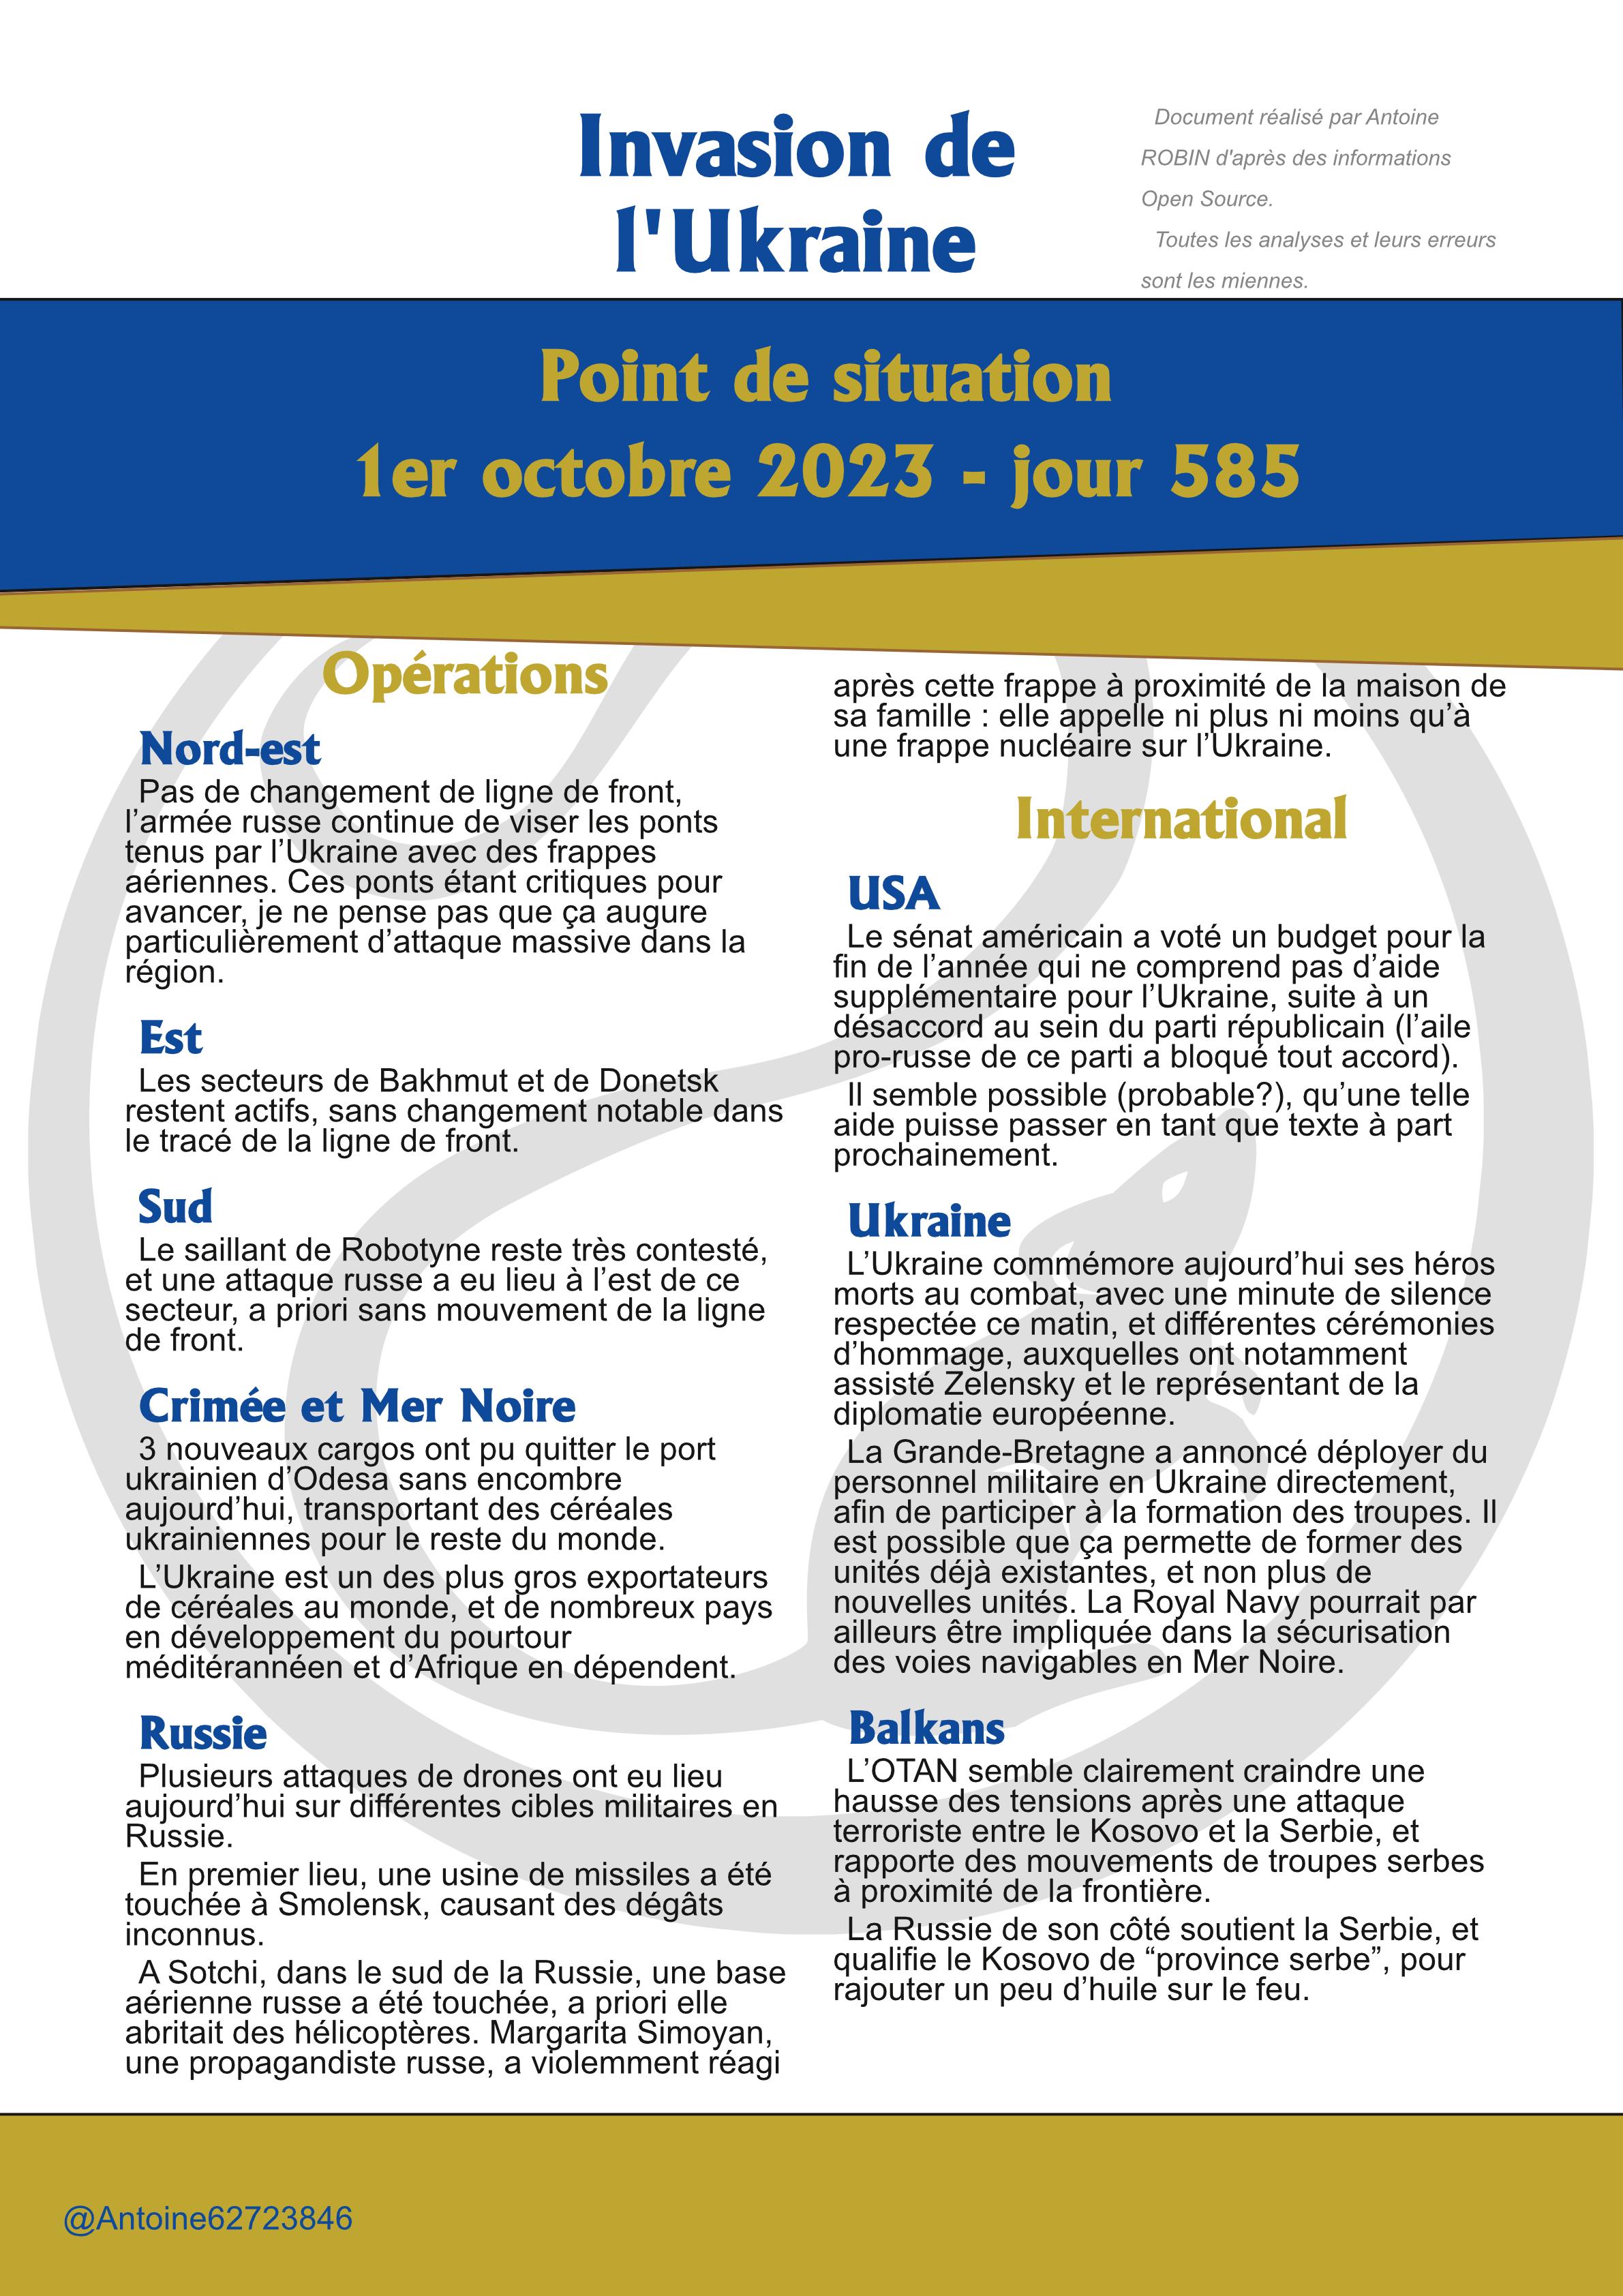 Invasion de
l'Ukraine
Document réalisé par Antoine
ROBIN d'après des informations
Open Source.
Toutes les analyses et leurs erreurs
sont les miennes.
Point de situation
1er octobre 2023 - jour 585
Opérations
Nord-est
Pas de changement de ligne de front,
l’armée russe continue de viser les ponts
tenus par l’Ukraine avec des frappes
aériennes. Ces ponts étant critiques pour
avancer, je ne pense pas que ça augure
particulièrement d’attaque massive dans la
région.
Est
Les secteurs de Bakhmut et de Donetsk
restent actifs, sans changement notable dans
le tracé de la ligne de front.
Sud
Le saillant de Robotyne reste très contesté,
et une attaque russe a eu lieu à l’est de ce
secteur, a priori sans mouvement de la ligne
de front.
Crimée et Mer Noire
3 nouveaux cargos ont pu quitter le port
ukrainien d’Odesa sans encombre
aujourd’hui, transportant des céréales
ukrainiennes pour le reste du monde.
L’Ukraine est un des plus gros exportateurs
de céréales au monde, et de nombreux pays
en développement du pourtour
méditérannéen et d’Afrique en dépendent.
Russie
Plusieurs attaques de drones ont eu lieu
aujourd’hui sur différentes cibles militaires en
Russie.
En premier lieu, une usine de missiles a été
touchée à Smolensk, causant des dégâts
inconnus.
A Sotchi, dans le sud de la Russie, une base
aérienne russe a été touchée, a priori elle
abritait des hélicoptères. Margarita Simoyan,
une propagandiste russe, a violemment réagi
après cette frappe à proximité de la maison de
sa famille : elle appelle ni plus ni moins qu’à
une frappe nucléaire sur l’Ukraine.
International
USA
Le sénat américain a voté un budget pour la
fin de l’année qui ne comprend pas d’aide
supplémentaire pour l’Ukraine, suite à un
désaccord au sein du parti républicain (l’aile
pro-russe de ce parti a bloqué tout accord).
Il semble possible (probable?), qu’une telle
aide puisse passer en tant que texte à part
prochainement.
Ukraine
L’Ukraine commémore aujourd’hui ses héros
morts au combat, avec une minute de silence
respectée ce matin, et différentes cérémonies
d’hommage, auxquelles ont notamment
assisté Zelensky et le représentant de la
diplomatie européenne.
La Grande-Bretagne a annoncé déployer du
personnel militaire en Ukraine directement,
afin de participer à la formation des troupes. Il
est possible que ça permette de former des
unités déjà existantes, et non plus de
nouvelles unités. La Royal Navy pourrait par
ailleurs être impliquée dans la sécurisation
des voies navigables en Mer Noire.
Balkans
L’OTAN semble clairement craindre une
hausse des tensions après une attaque
terroriste entre le Kosovo et la Serbie, et
rapporte des mouvements de troupes serbes
à proximité de la frontière.
La Russie de son côté soutient la Serbie, et
qualifie le Kosovo de “province serbe”, pour
rajouter un peu d’huile sur le feu.
@Antoine62723846